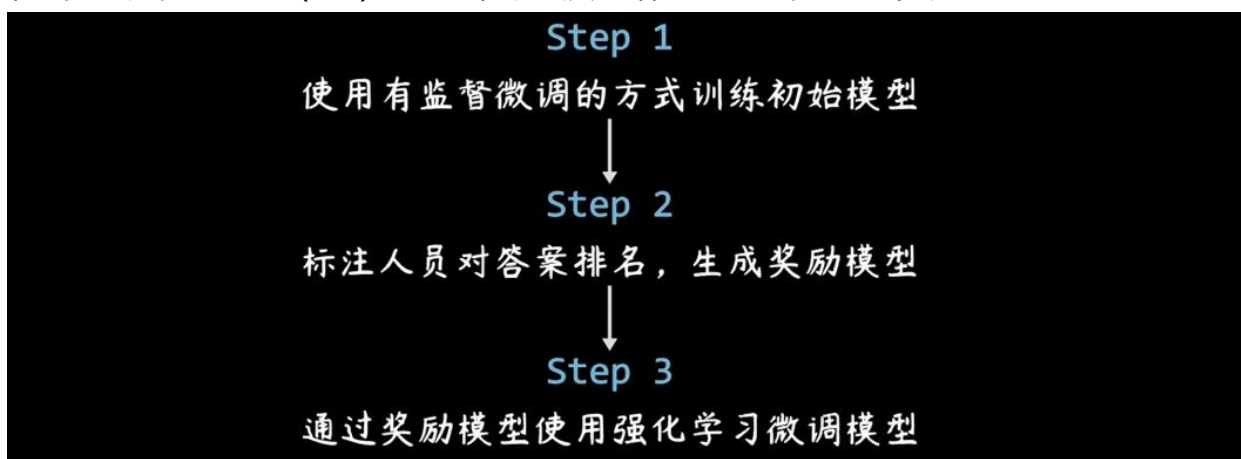 Step 1
使用有监督微调的方式训练初始模型
Step 2
标注人员对答案排名，生成奖励模型
Step 3
通过奖励模型使用强化学习微调模型